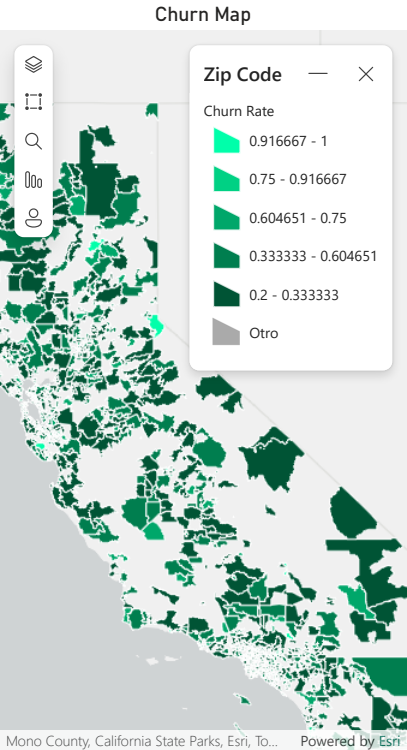 Churn Map
Zip Code
Churn Rate
0.916667 - 1
0.75 - 0.916667
0.604651 - 0.75
0.333333 - 0.604651
0.2 - 0.333333
Otro
Mono County, California State Parks, Esri, To... Powered by Esri